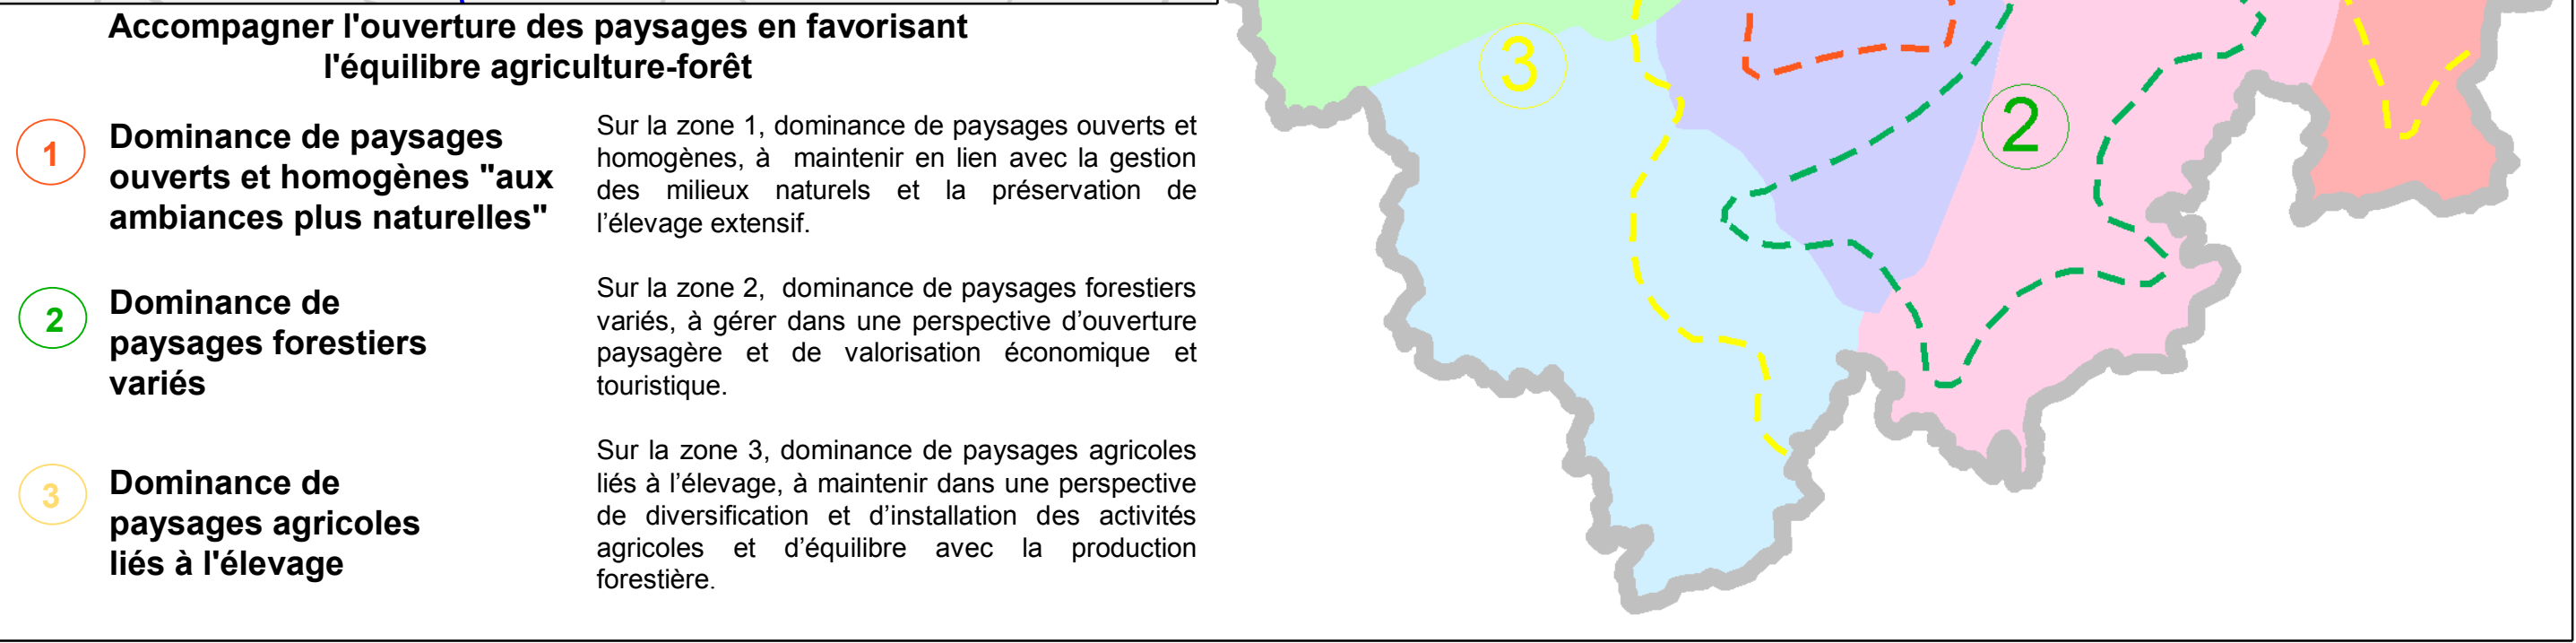 Accompagner l'ouverture des paysages en favorisant
l'équilibre agriculture-forêt
1
Dominance de paysages
ouverts et homogènes "aux
ambiances plus naturelles"
Sur la zone 1, dominance de paysages ouverts et
homogènes, à maintenir en lien avec la gestion
des milieux naturels et la préservation de
l’élevage extensif.
2
Dominance de
paysages forestiers
variés
Sur la zone 2, dominance de paysages forestiers
variés, à gérer dans une perspective d’ouverture
paysagère et de valorisation économique et
touristique.
3
Dominance de
paysages agricoles
liés à l'élevage
Sur la zone 3, dominance de paysages agricoles
liés à l’élevage, à maintenir dans une perspective
de diversification et d’installation des activités
agricoles et d’équilibre avec la production
forestière.
3
2